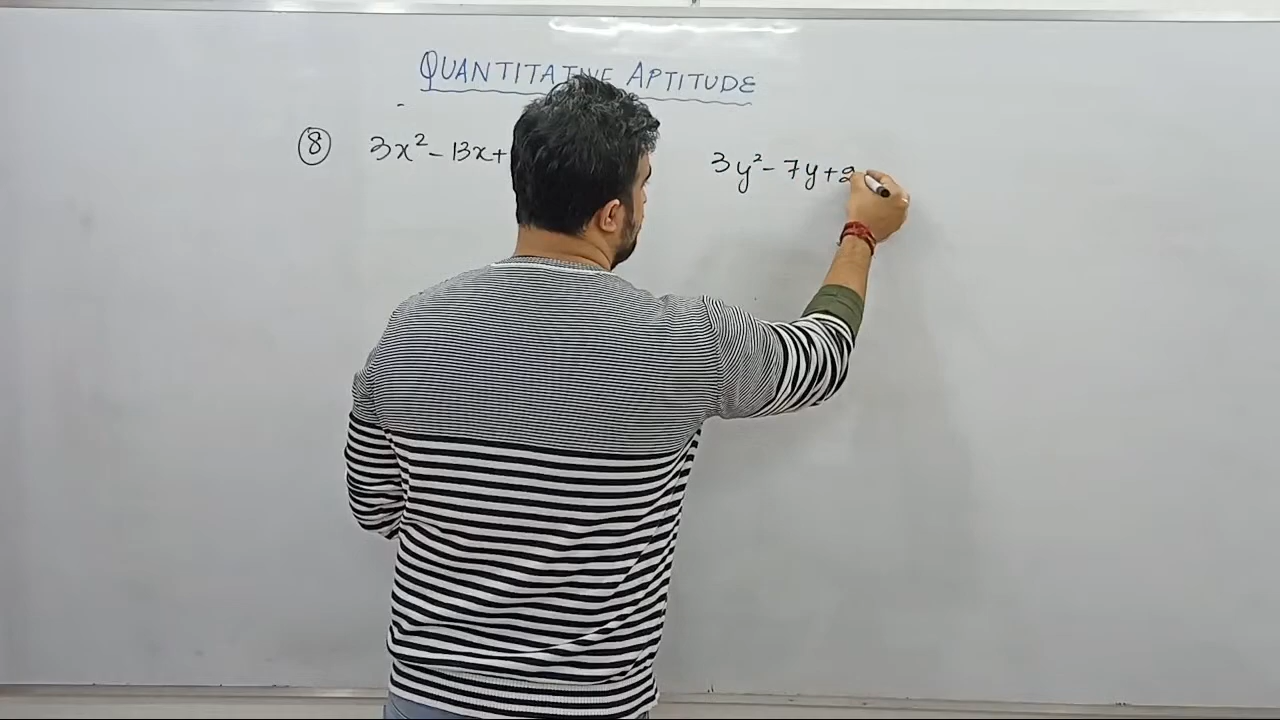 QUANTITATIVE APTITUDE
⑧ 3x² - 13x +
3y² - 7y + 2